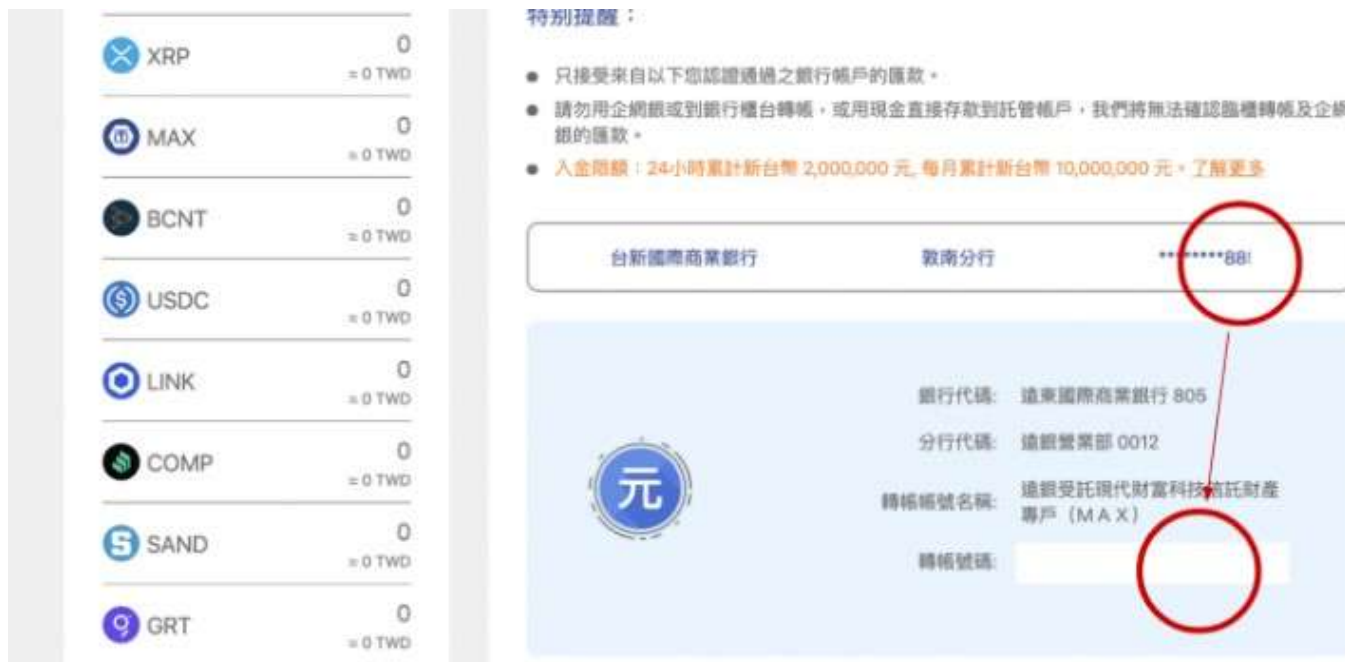 XRP
0
≈ 0 TWD
MAX
0
≈ 0 TWD
BCNT
0
≈ 0 TWD
USDC
0
≈ 0 TWD
LINK
0
≈ 0 TWD
COMP
0
≈ 0 TWD
SAND
0
≈ 0 TWD
GRT
0
≈ 0 TWD
特別提醒：
只接受來自以下您認證通過之銀行帳戶的匯款。
請勿用企網銀或到銀行櫃台轉帳，或用現金直接存款到託管帳戶，我們將無法確認臨櫃轉帳及企網
銀的匯款。
入金限額：24小時累計新台幣 2,000,000 元, 每月累計新台幣 10,000,000 元。了解更多
台新國際商業銀行 敦南分行 ********88
元
銀行代碼: 遠東國際商業銀行 805
分行代碼: 遠銀營業部 0012
轉帳帳號名稱: 遠銀受託現代財富科技信託財產
專戶（MAX）
轉帳號碼: